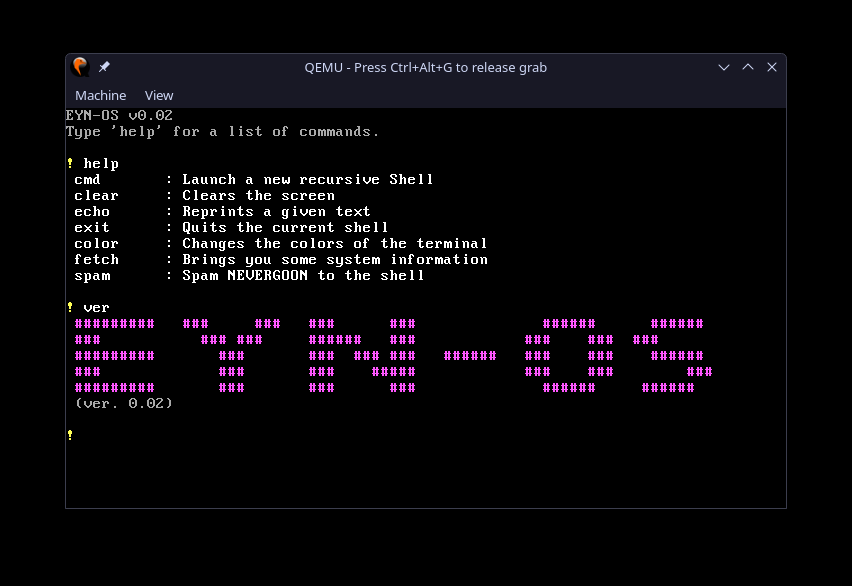 QEMU - Press Ctrl+Alt+G to release grab
Machine View
EYN-OS v0.02
Type 'help' for a list of commands.
! help
cmd : Launch a new recursive Shell
clear : Clears the screen
echo : Reprints a given text
exit : Quits the current shell
color : Changes the colors of the terminal
fetch : Brings you some system information
spam : Spam NEVERGOON to the shell
! ver
EYN-OS
(ver. 0.02)
!